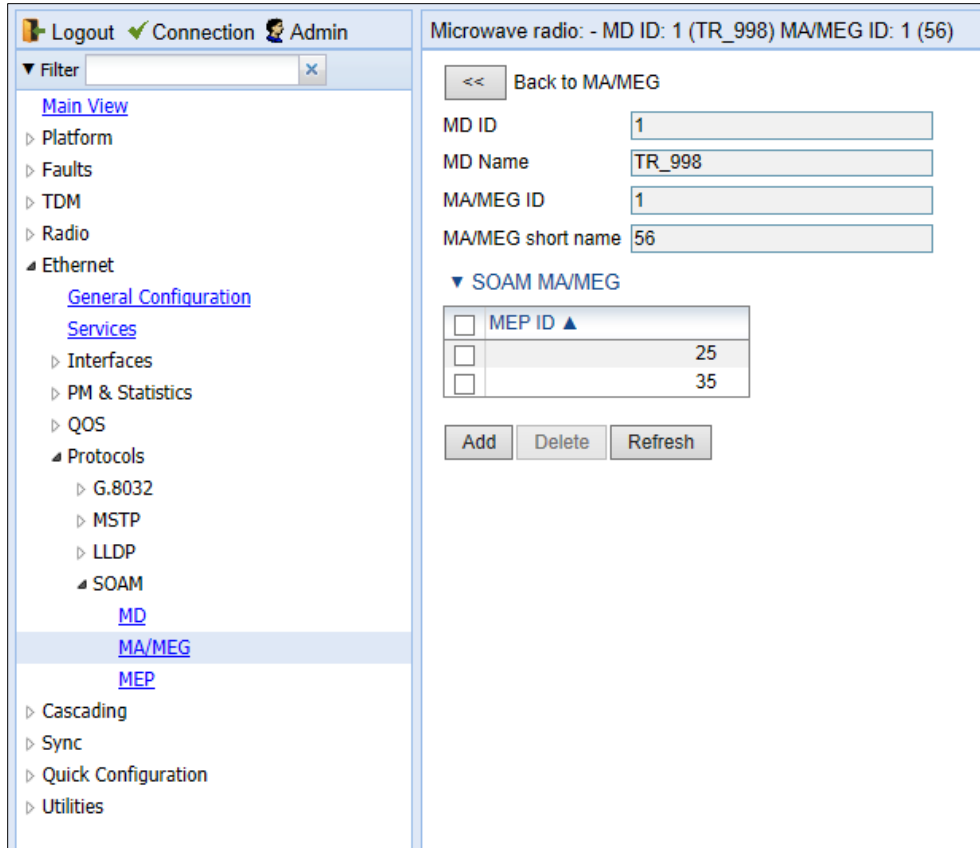 Logout Connection Admin
Filter
Main View
Platform
Faults
TDM
Radio
Ethernet
General Configuration
Services
Interfaces
PM & Statistics
QOS
Protocols
G.8032
MSTP
LLDP
SOAM
MD
MA/MEG
MEP
Cascading
Sync
Quick Configuration
Utilities
Microwave radio: - MD ID: 1 (TR_998) MA/MEG ID: 1 (56)
<< Back to MA/MEG
MD ID 1
MD Name TR_998
MA/MEG ID 1
MA/MEG short name 56
SOAM MA/MEG
MEP ID
25
35
Add Delete Refresh